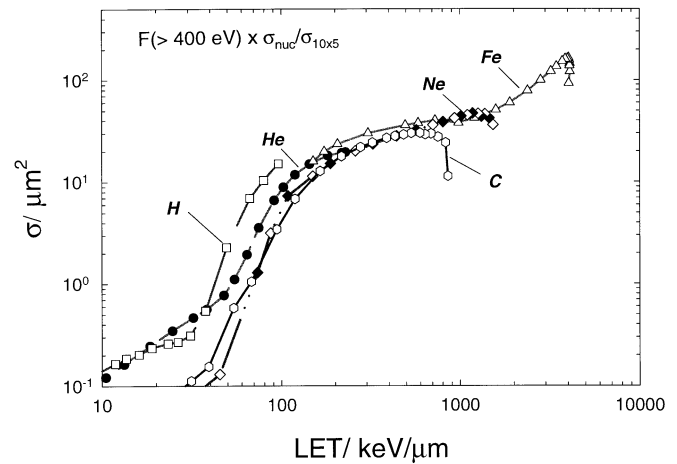 F(> 400 eV) x σnuc/σ10x5
Fe
Ne
He
H
C
σ/ μm²
10²
10¹
10⁰
10⁻¹
10 100 1000 10000
LET/ keV/μm